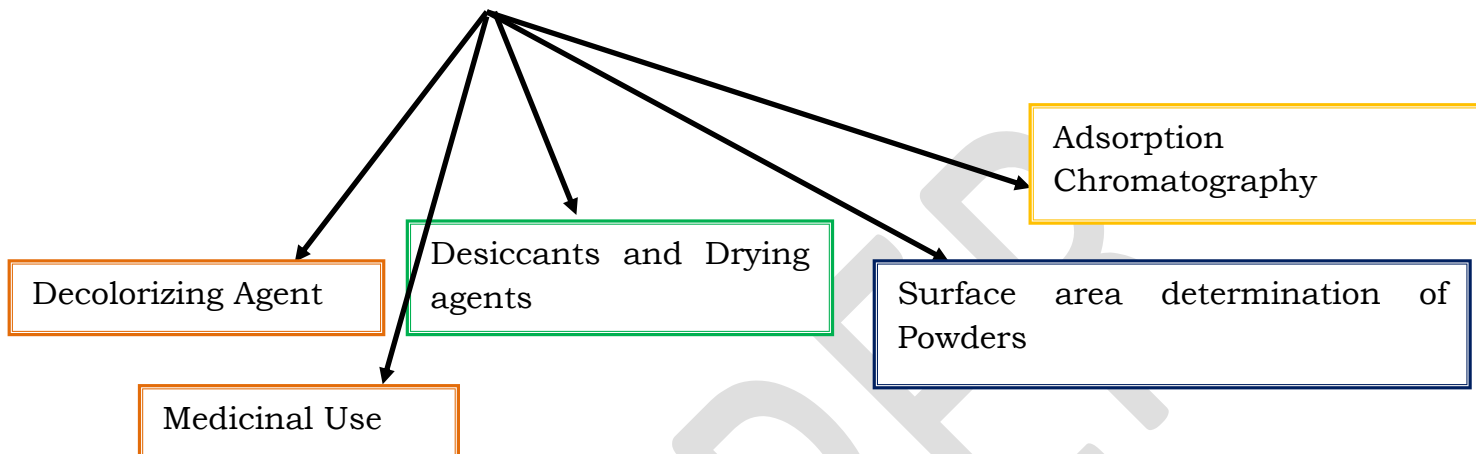 Adsorption
Chromatography
Desiccants and Drying
agents
Decolorizing Agent
Surface area determination of
Powders
Medicinal Use